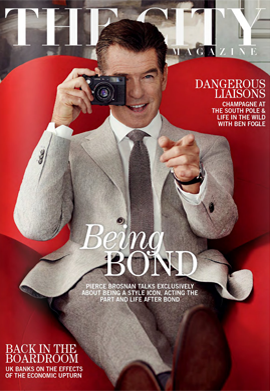 THE CITY
MAGAZINE
DANGEROUS
LIAISONS
CHAMPAGNE AT
THE SOUTH POLE &
LIFE IN THE WILD
WITH BEN FOGLE
Being
BOND
PIERCE BROSNAN TALKS EXCLUSIVELY
ABOUT BEING A STYLE ICON, ACTING THE
PART AND LIFE AFTER BOND
BACK IN THE
BOARDROOM
UK BANKS ON THE EFFECTS
OF THE ECONOMIC UPTURN